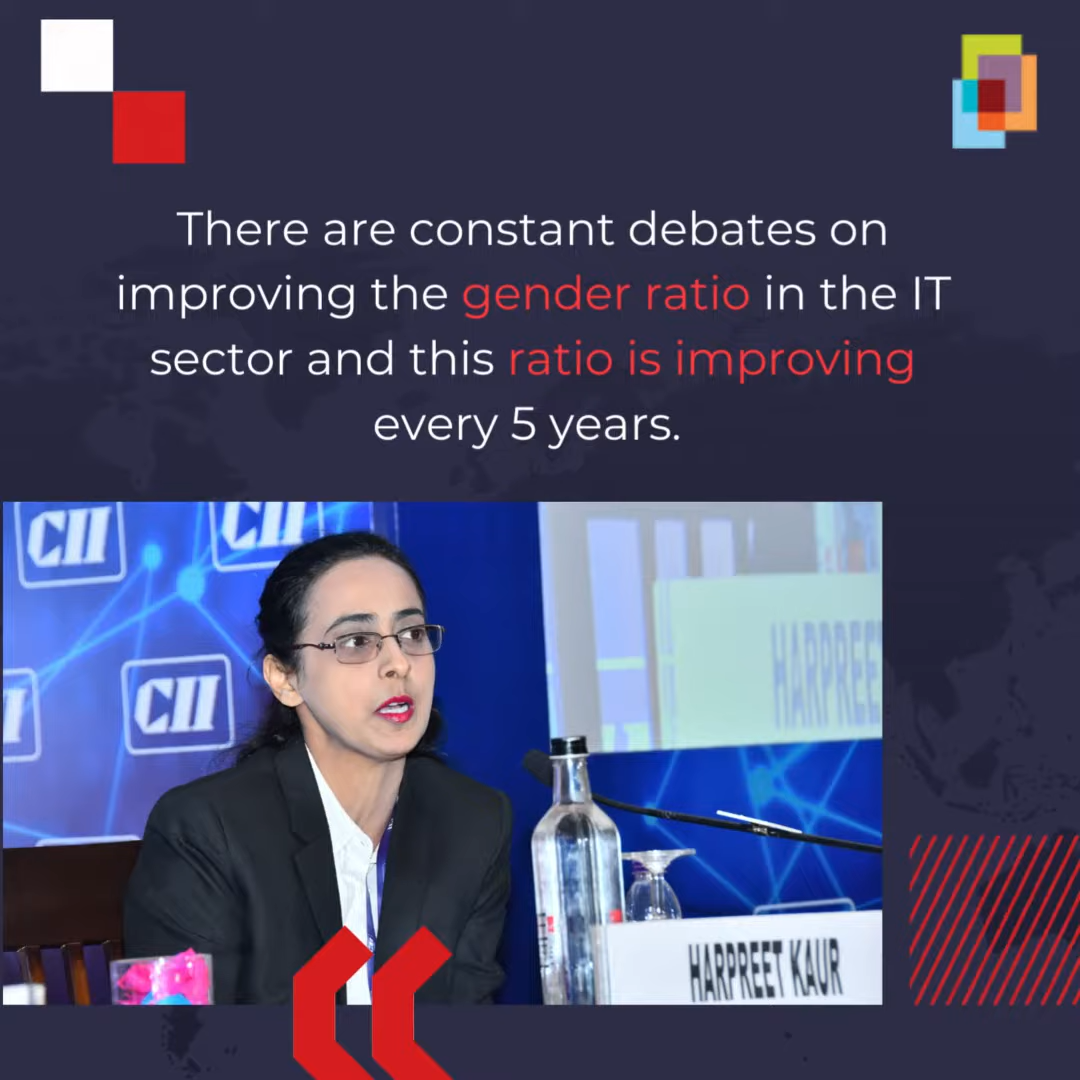 There are constant debates on
improving the gender ratio in the IT
sector and this ratio is improving
every 5 years.
CII
CII
CII
HARPREE
HARPREET KAUR